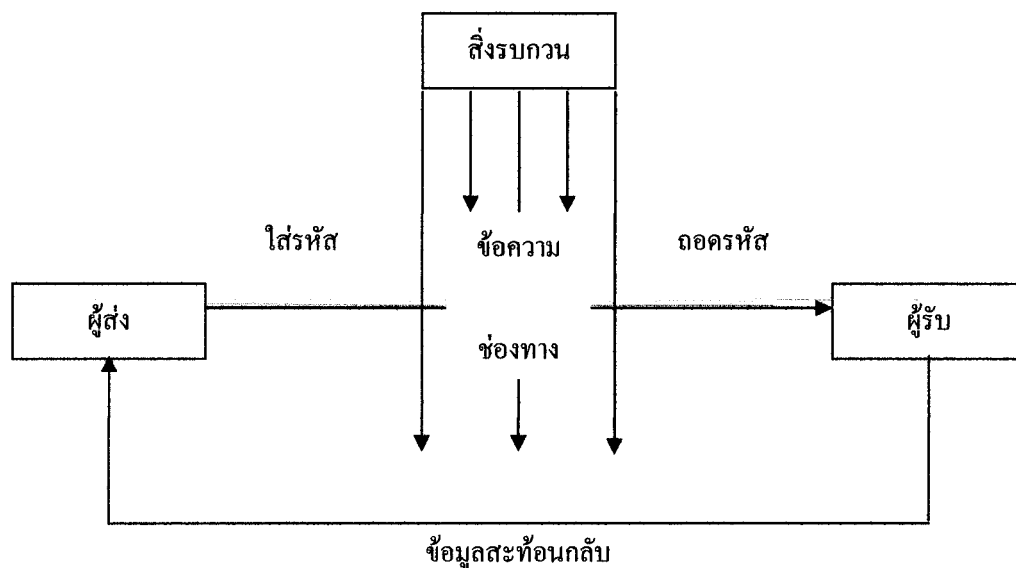 สิ่งรบกวน
ใส่รหัส
ข้อความ
ถอดรหัส
ผู้ส่ง
ผู้รับ
ช่องทาง
ข้อมูลสะท้อนกลับ